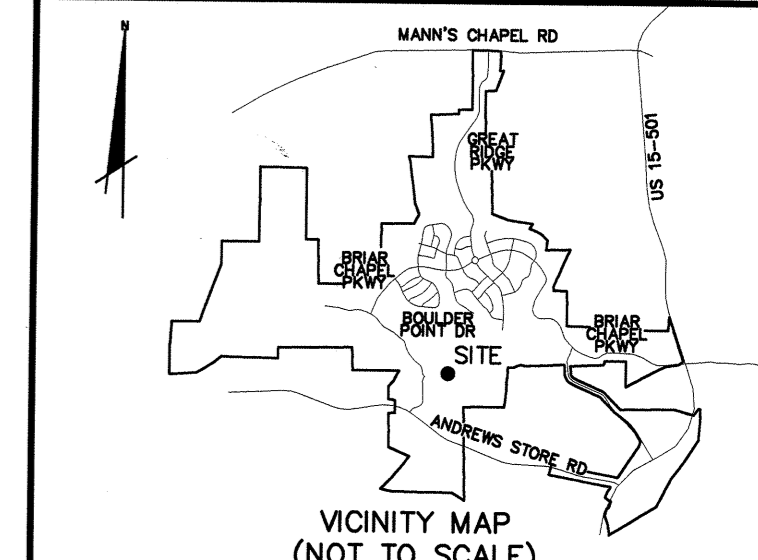 N
MANN'S CHAPEL RD
US 15-501
GREAT
RIDGE
PKWY
BRIAR
CHAPEL
PKWY
BOULDER
POINT DR
BRIAR
CHAPEL
PKWY
SITE
ANDREWS STORE RD
VICINITY MAP
(NOT TO SCALE)